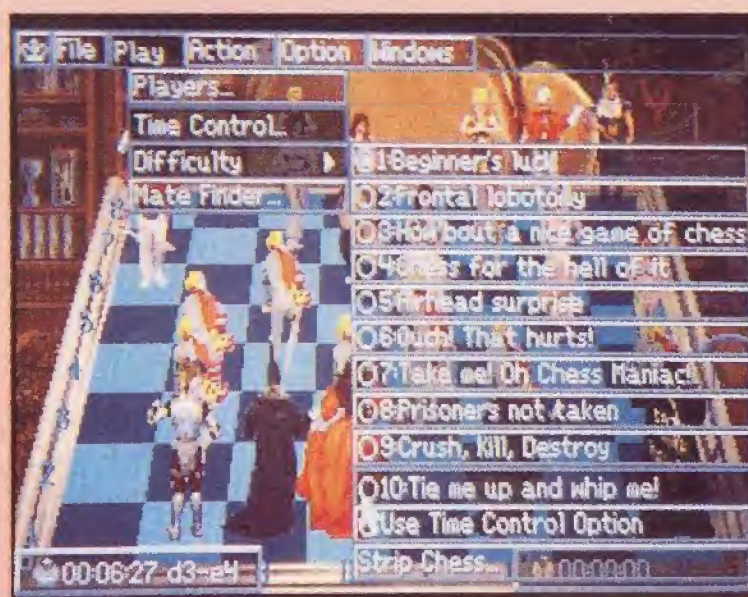 File Play Action Option Windows
Players...
Time Control...
Difficulty
Mate Finder...
1:Beginner's luck
2:Frontal lobotomy
3:How bout a nice game of chess
4:Chess for the hell of it
5:Airhead surprise
6:Ouch! That hurts!
7:Take me! Oh Chess Maniac!
8:Prisoners not taken
9:Crush, Kill, Destroy
10:Tie me up and whip me!
Use Time Control Option
Strip Chess...
00:06:27 d3-e4
00:00:00